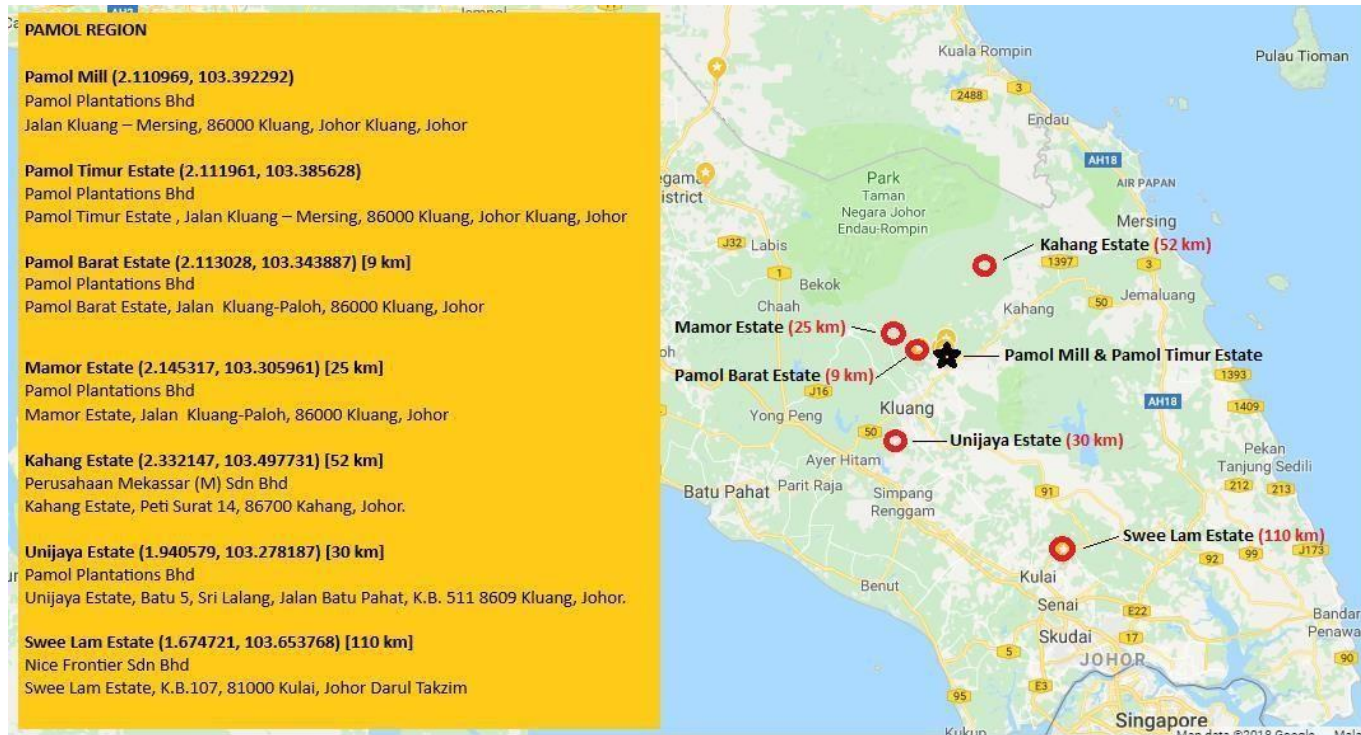 PAMOL REGION
Pamol Mill (2.110969, 103.392292)
Pamol Plantations Bhd
Jalan Kluang – Mersing, 86000 Kluang, Johor Kluang, Johor
Pamol Timur Estate (2.111961, 103.385628)
Pamol Plantations Bhd
Pamol Timur Estate , Jalan Kluang – Mersing, 86000 Kluang, Johor Kluang, Johor
Pamol Barat Estate (2.113028, 103.343887) [9 km]
Pamol Plantations Bhd
Pamol Barat Estate, Jalan Kluang-Paloh, 86000 Kluang, Johor
Mamor Estate (2.145317, 103.305961) [25 km]
Pamol Plantations Bhd
Mamor Estate, Jalan Kluang-Paloh, 86000 Kluang, Johor
Kahang Estate (2.332147, 103.497731) [52 km]
Perusahaan Mekassar (M) Sdn Bhd
Kahang Estate, Peti Surat 14, 86700 Kahang, Johor.
Unijaya Estate (1.940579, 103.278187) [30 km]
Pamol Plantations Bhd
Unijaya Estate, Batu 5, Sri Lalang, Jalan Batu Pahat, K.B. 511 8609 Kluang, Johor.
Swee Lam Estate (1.674721, 103.653768) [110 km]
Nice Frontier Sdn Bhd
Swee Lam Estate, K.B.107, 81000 Kulai, Johor Darul Takzim
Kuala Rompin
Pulau Tioman
3
2488
Endau
AH18
AIR PAPAN
Park
Taman
Negara Johor
Endau-Rompin
Mersing
J32
Labis
Kahang Estate (52 km)
1397
3
1
Bekok
Jemaluang
50
Chaah
Kahang
Mamor Estate (25 km)
Pamol Mill & Pamol Timur Estate
Pamol Barat Estate (9 km)
1393
J16
AH18
1409
Yong Peng
Kluang
50
Unijaya Estate (30 km)
Ayer Hitam
Pekan
Tanjung Sedili
212
213
Batu Pahat
Parit Raja
Simpang
Renggam
91
Swee Lam Estate (110 km)
92
99
J173
Kulai
Benut
Senai
E22
Skudai
17
5
JOHOR
90
E3
95
Singapore
Map data ©2018 Google